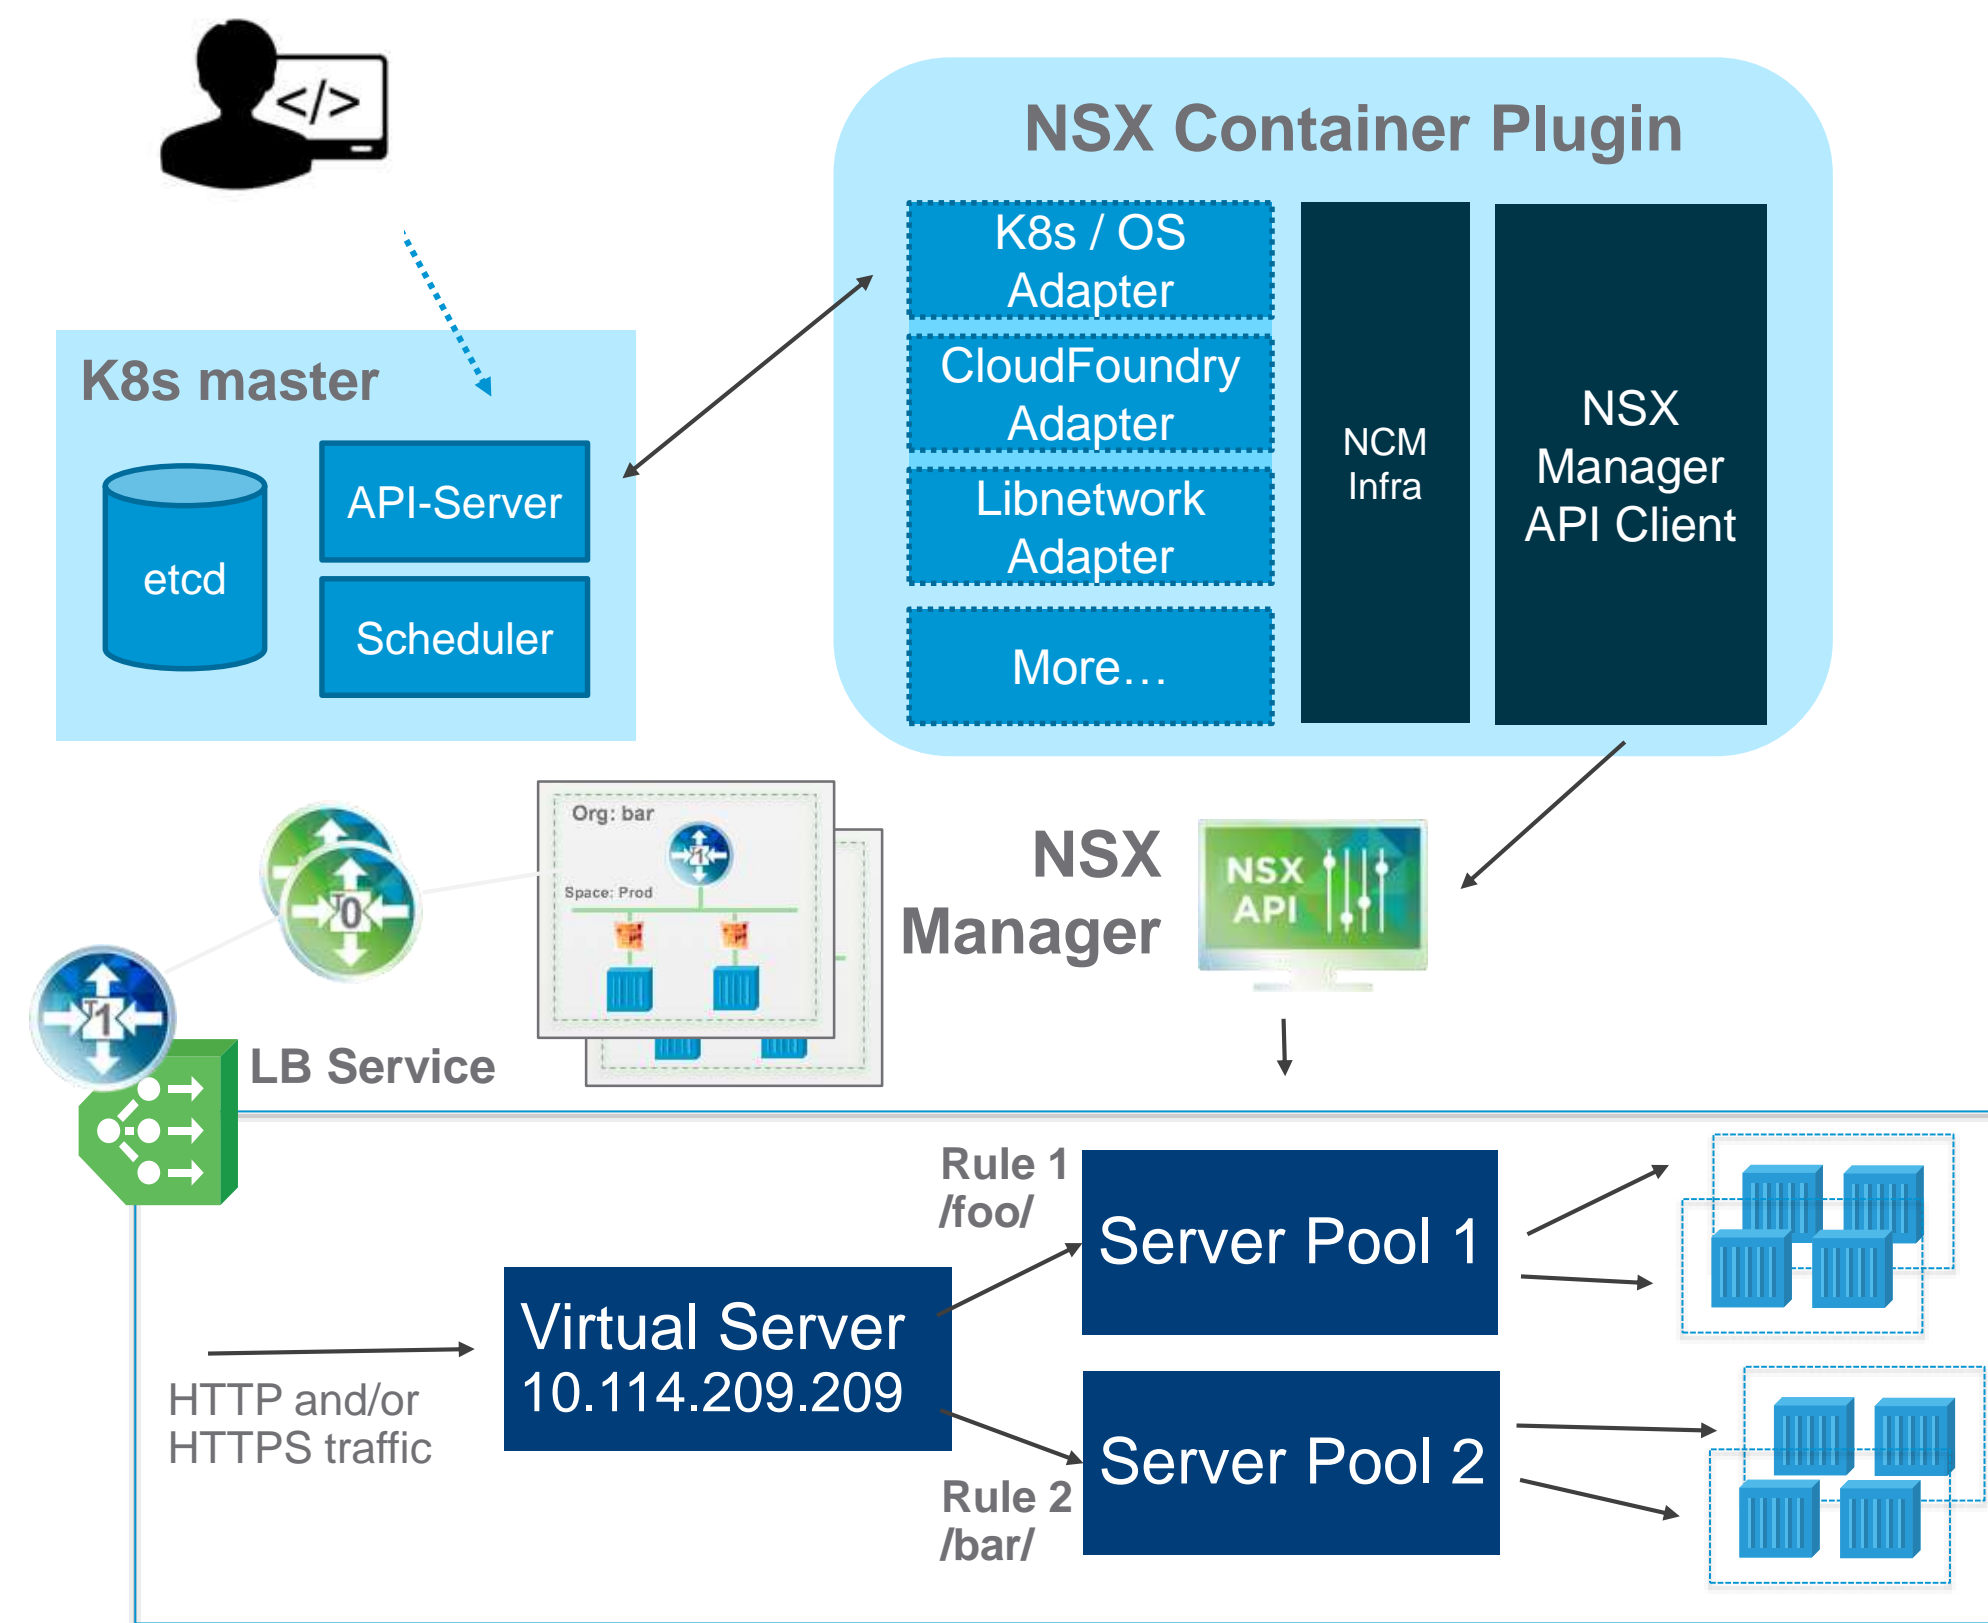 </>
NSX Container Plugin
K8s / OS
Adapter
CloudFoundry
Adapter
Libnetwork
Adapter
More…
NCM
Infra
NSX
Manager
API Client
K8s master
etcd
API-Server
Scheduler
Org: bar
T1
Space: Prod
T0
T1
NSX
Manager
NSX
API
LB Service
Rule 1
/foo/
Server Pool 1
Virtual Server
10.114.209.209
HTTP and/or
HTTPS traffic
Server Pool 2
Rule 2
/bar/